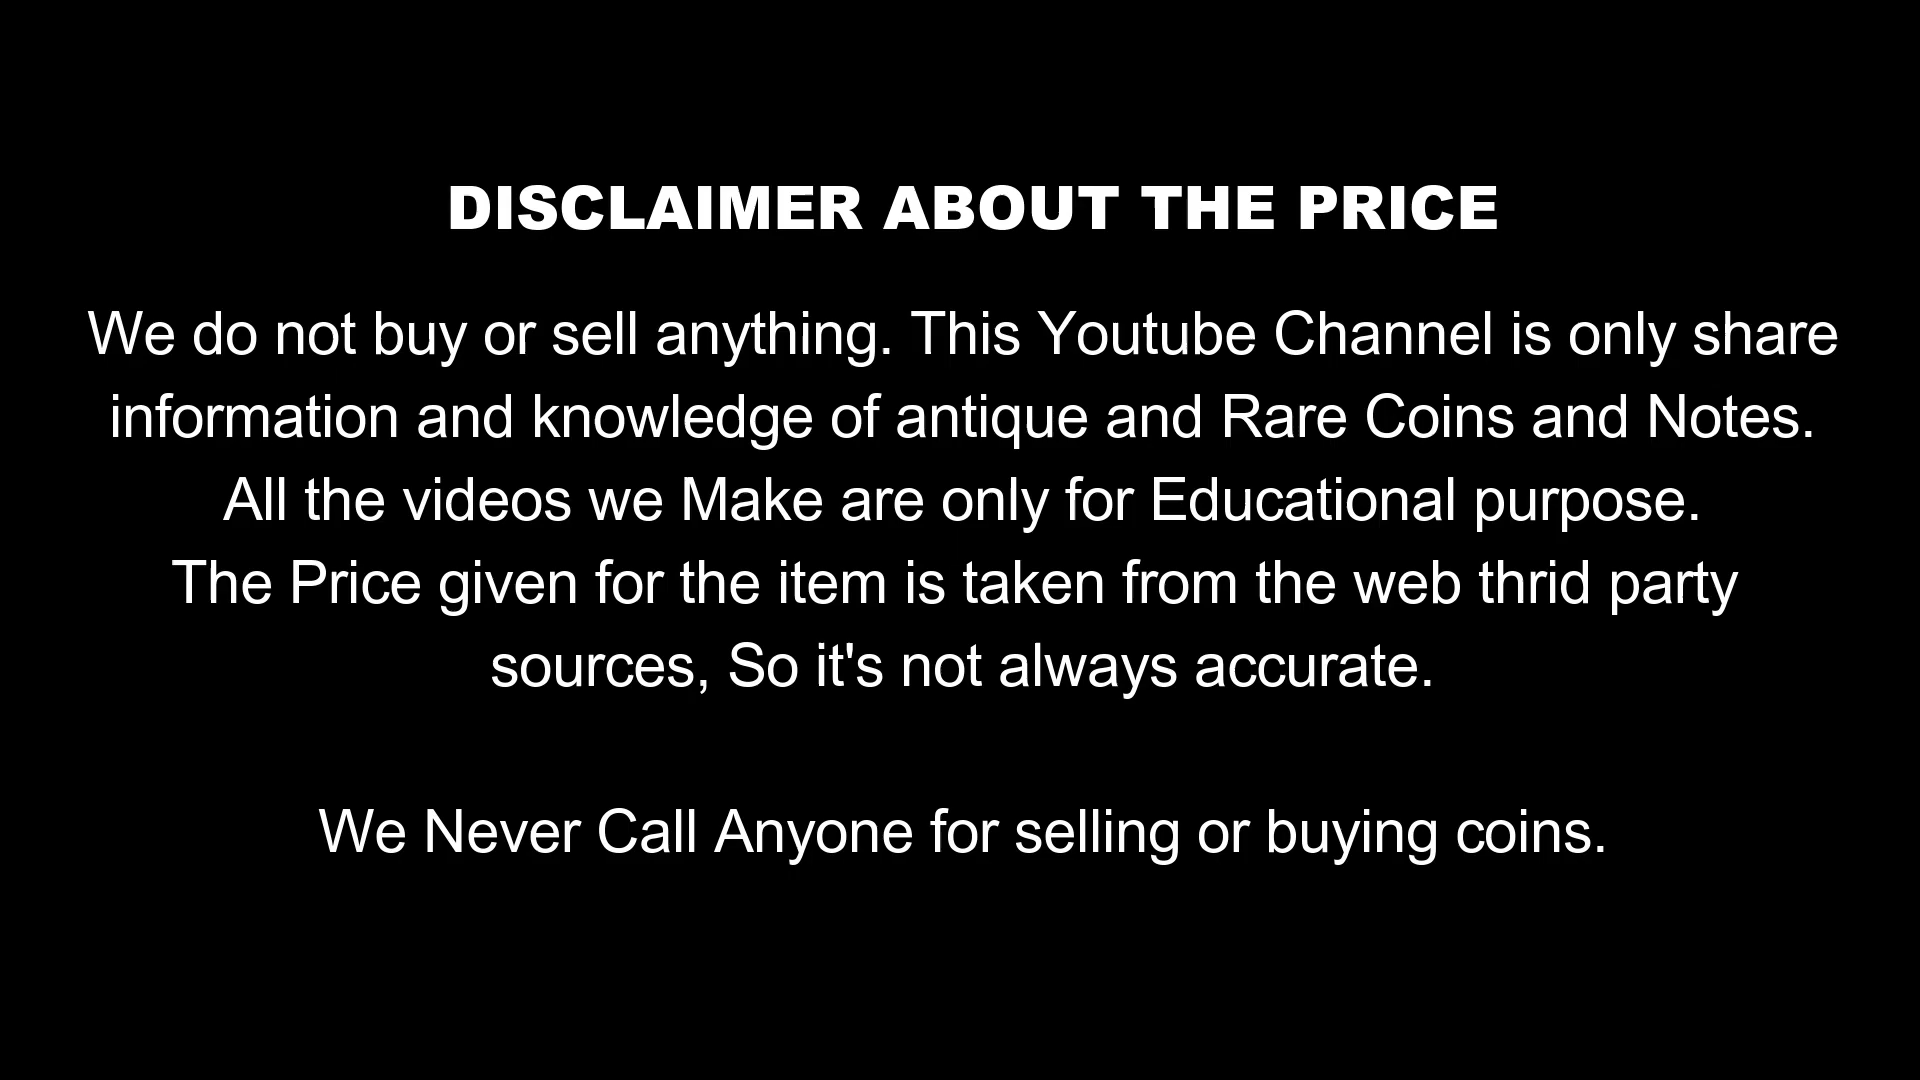 DISCLAIMER ABOUT THE PRICE
We do not buy or sell anything. This Youtube Channel is only share
information and knowledge of antique and Rare Coins and Notes.
All the videos we Make are only for Educational purpose.
The Price given for the item is taken from the web thrid party
sources, So it's not always accurate.
We Never Call Anyone for selling or buying coins.